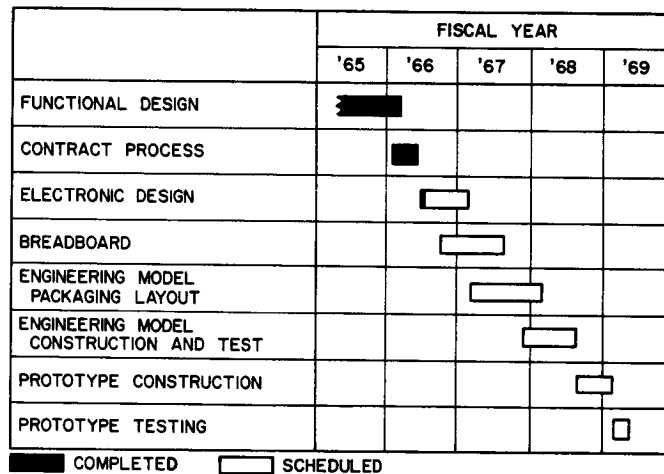 FISCAL YEAR
'65 '66 '67 '68 '69
FUNCTIONAL DESIGN
CONTRACT PROCESS
ELECTRONIC DESIGN
BREADBOARD
ENGINEERING MODEL
PACKAGING LAYOUT
ENGINEERING MODEL
CONSTRUCTION AND TEST
PROTOTYPE CONSTRUCTION
PROTOTYPE TESTING
COMPLETED SCHEDULED